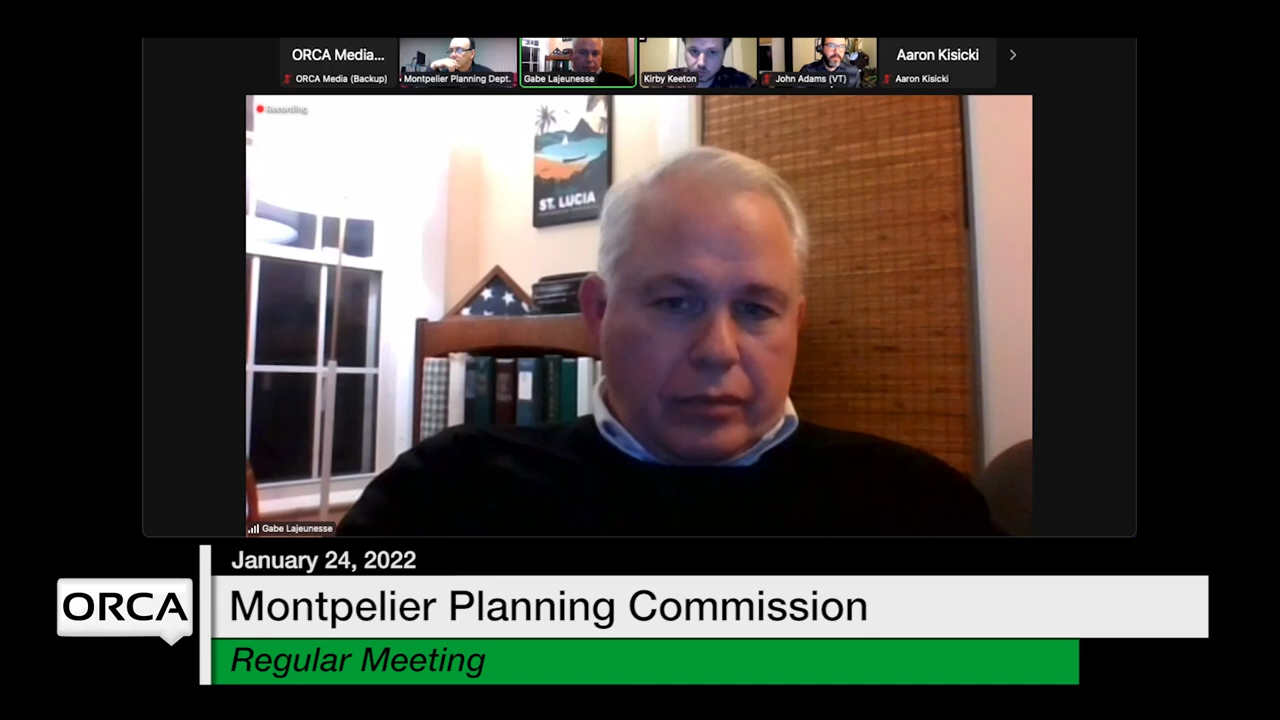 ORCA Media...
Aaron Kisicki
ORCA Media (Backup)
Montpelier Planning Dept.
Gabe Lajeunesse
Kirby Keeton
John Adams (VT)
Aaron Kisicki
Recording
ST. LUCIA
Gabe Lajeunesse
January 24, 2022
ORCA
Montpelier Planning Commission
Regular Meeting